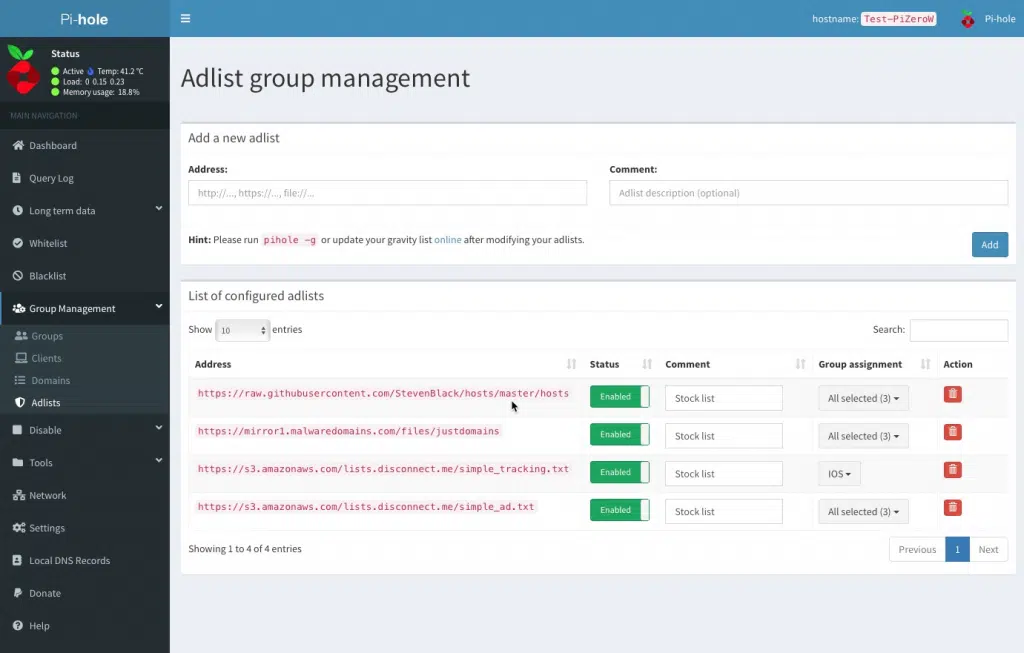 Pi-hole
hostname: Test-PiZeroW
Pi-hole
Status
Active Temp: 41.2 °C
Load: 0 0.15 0.23
Memory usage: 18.8%
MAIN NAVIGATION
Dashboard
Query Log
Long term data
Whitelist
Blacklist
Group Management
Groups
Clients
Domains
Adlists
Disable
Tools
Network
Settings
Local DNS Records
Donate
Help
Adlist group management
Add a new adlist
Address:
Comment:
http://..., https://..., file://...
Adlist description (optional)
Hint: Please run pihole -g or update your gravity list online after modifying your adlists.
Add
List of configured adlists
Show 10 entries
Search:
Address Status Comment Group assignment Action
https://raw.githubusercontent.com/StevenBlack/hosts/master/hosts Enabled Stock list All selected (3)
https://mirror1.malwaredomains.com/files/justdomains Enabled Stock list All selected (3)
https://s3.amazonaws.com/lists.disconnect.me/simple_tracking.txt Enabled Stock list IOS
https://s3.amazonaws.com/lists.disconnect.me/simple_ad.txt Enabled Stock list All selected (3)
Showing 1 to 4 of 4 entries
Previous 1 Next